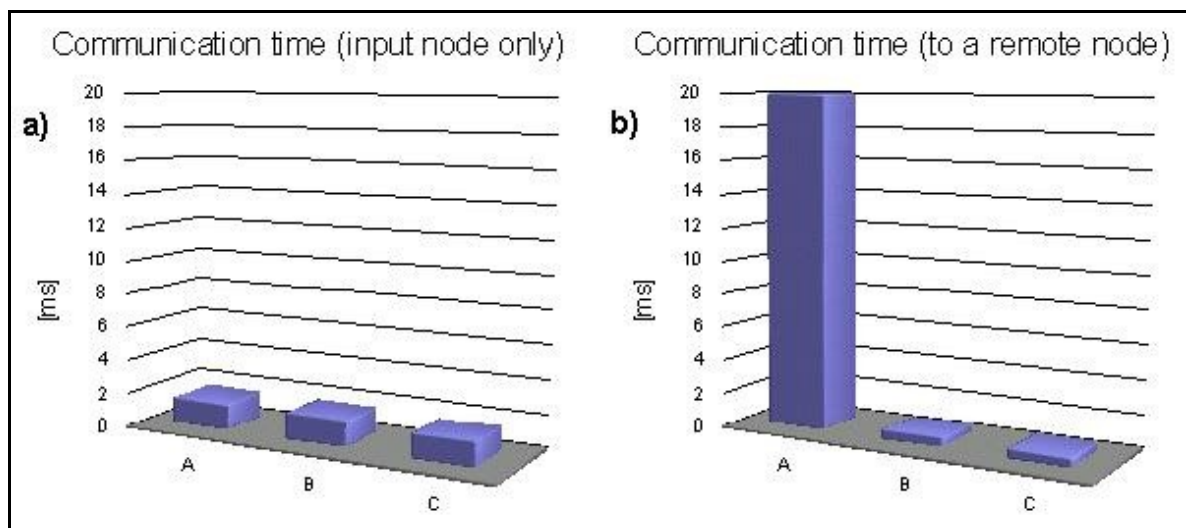 Communication time (input node only)
a)
20
18
16
14
12
10
8
6
4
2
0
[ms]
A
B
C
Communication time (to a remote node)
b)
20
18
16
14
12
10
8
6
4
2
0
[ms]
A
B
C